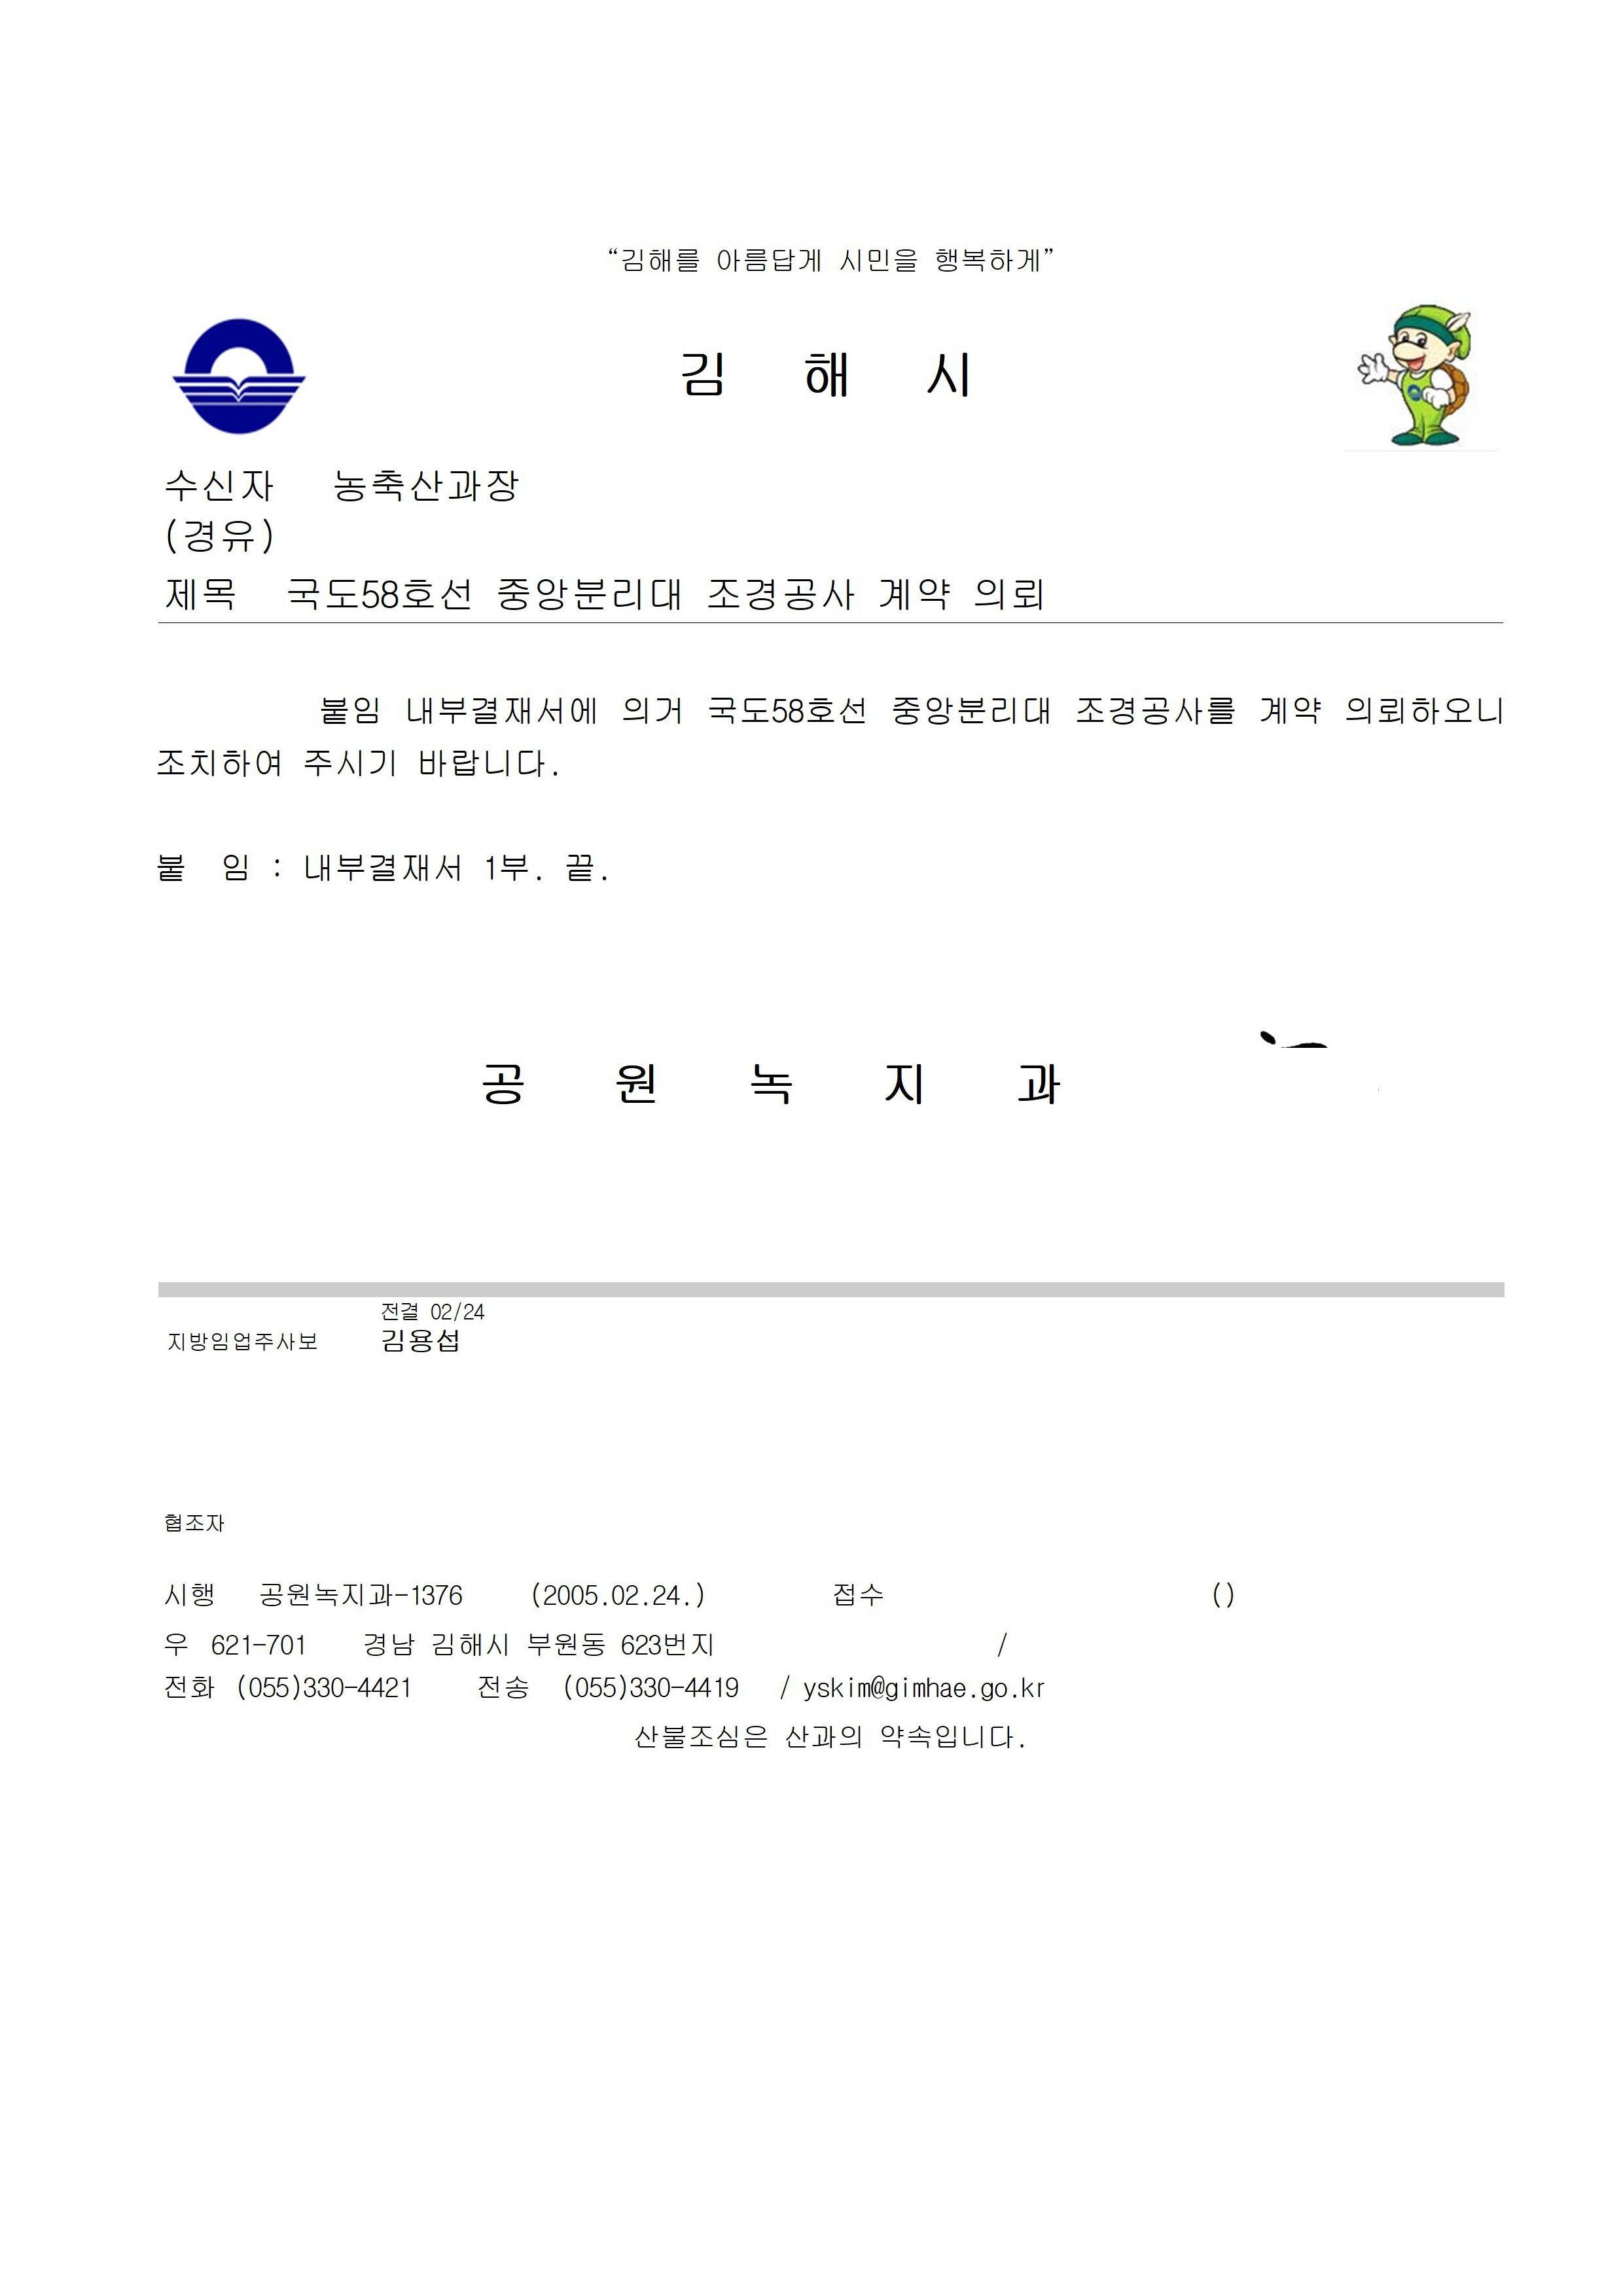 “김해를 아름답게 시민을 행복하게”
김 해 시
수신자 농축산과장
(경유)
제목 국도58호선 중앙분리대 조경공사 계약 의뢰
붙임 내부결재서에 의거 국도58호선 중앙분리대 조경공사를 계약 의뢰하오니
조치하여 주시기 바랍니다.
붙 임 : 내부결재서 1부. 끝.
공 원 녹 지 과
전결 02/24
지방임업주사보 김용섭
협조자
시행 공원녹지과-1376 (2005.02.24.) 접수 ()
우 621-701 경남 김해시 부원동 623번지 /
전화 (055)330-4421 전송 (055)330-4419 / yskim@gimhae.go.kr
산불조심은 산과의 약속입니다.